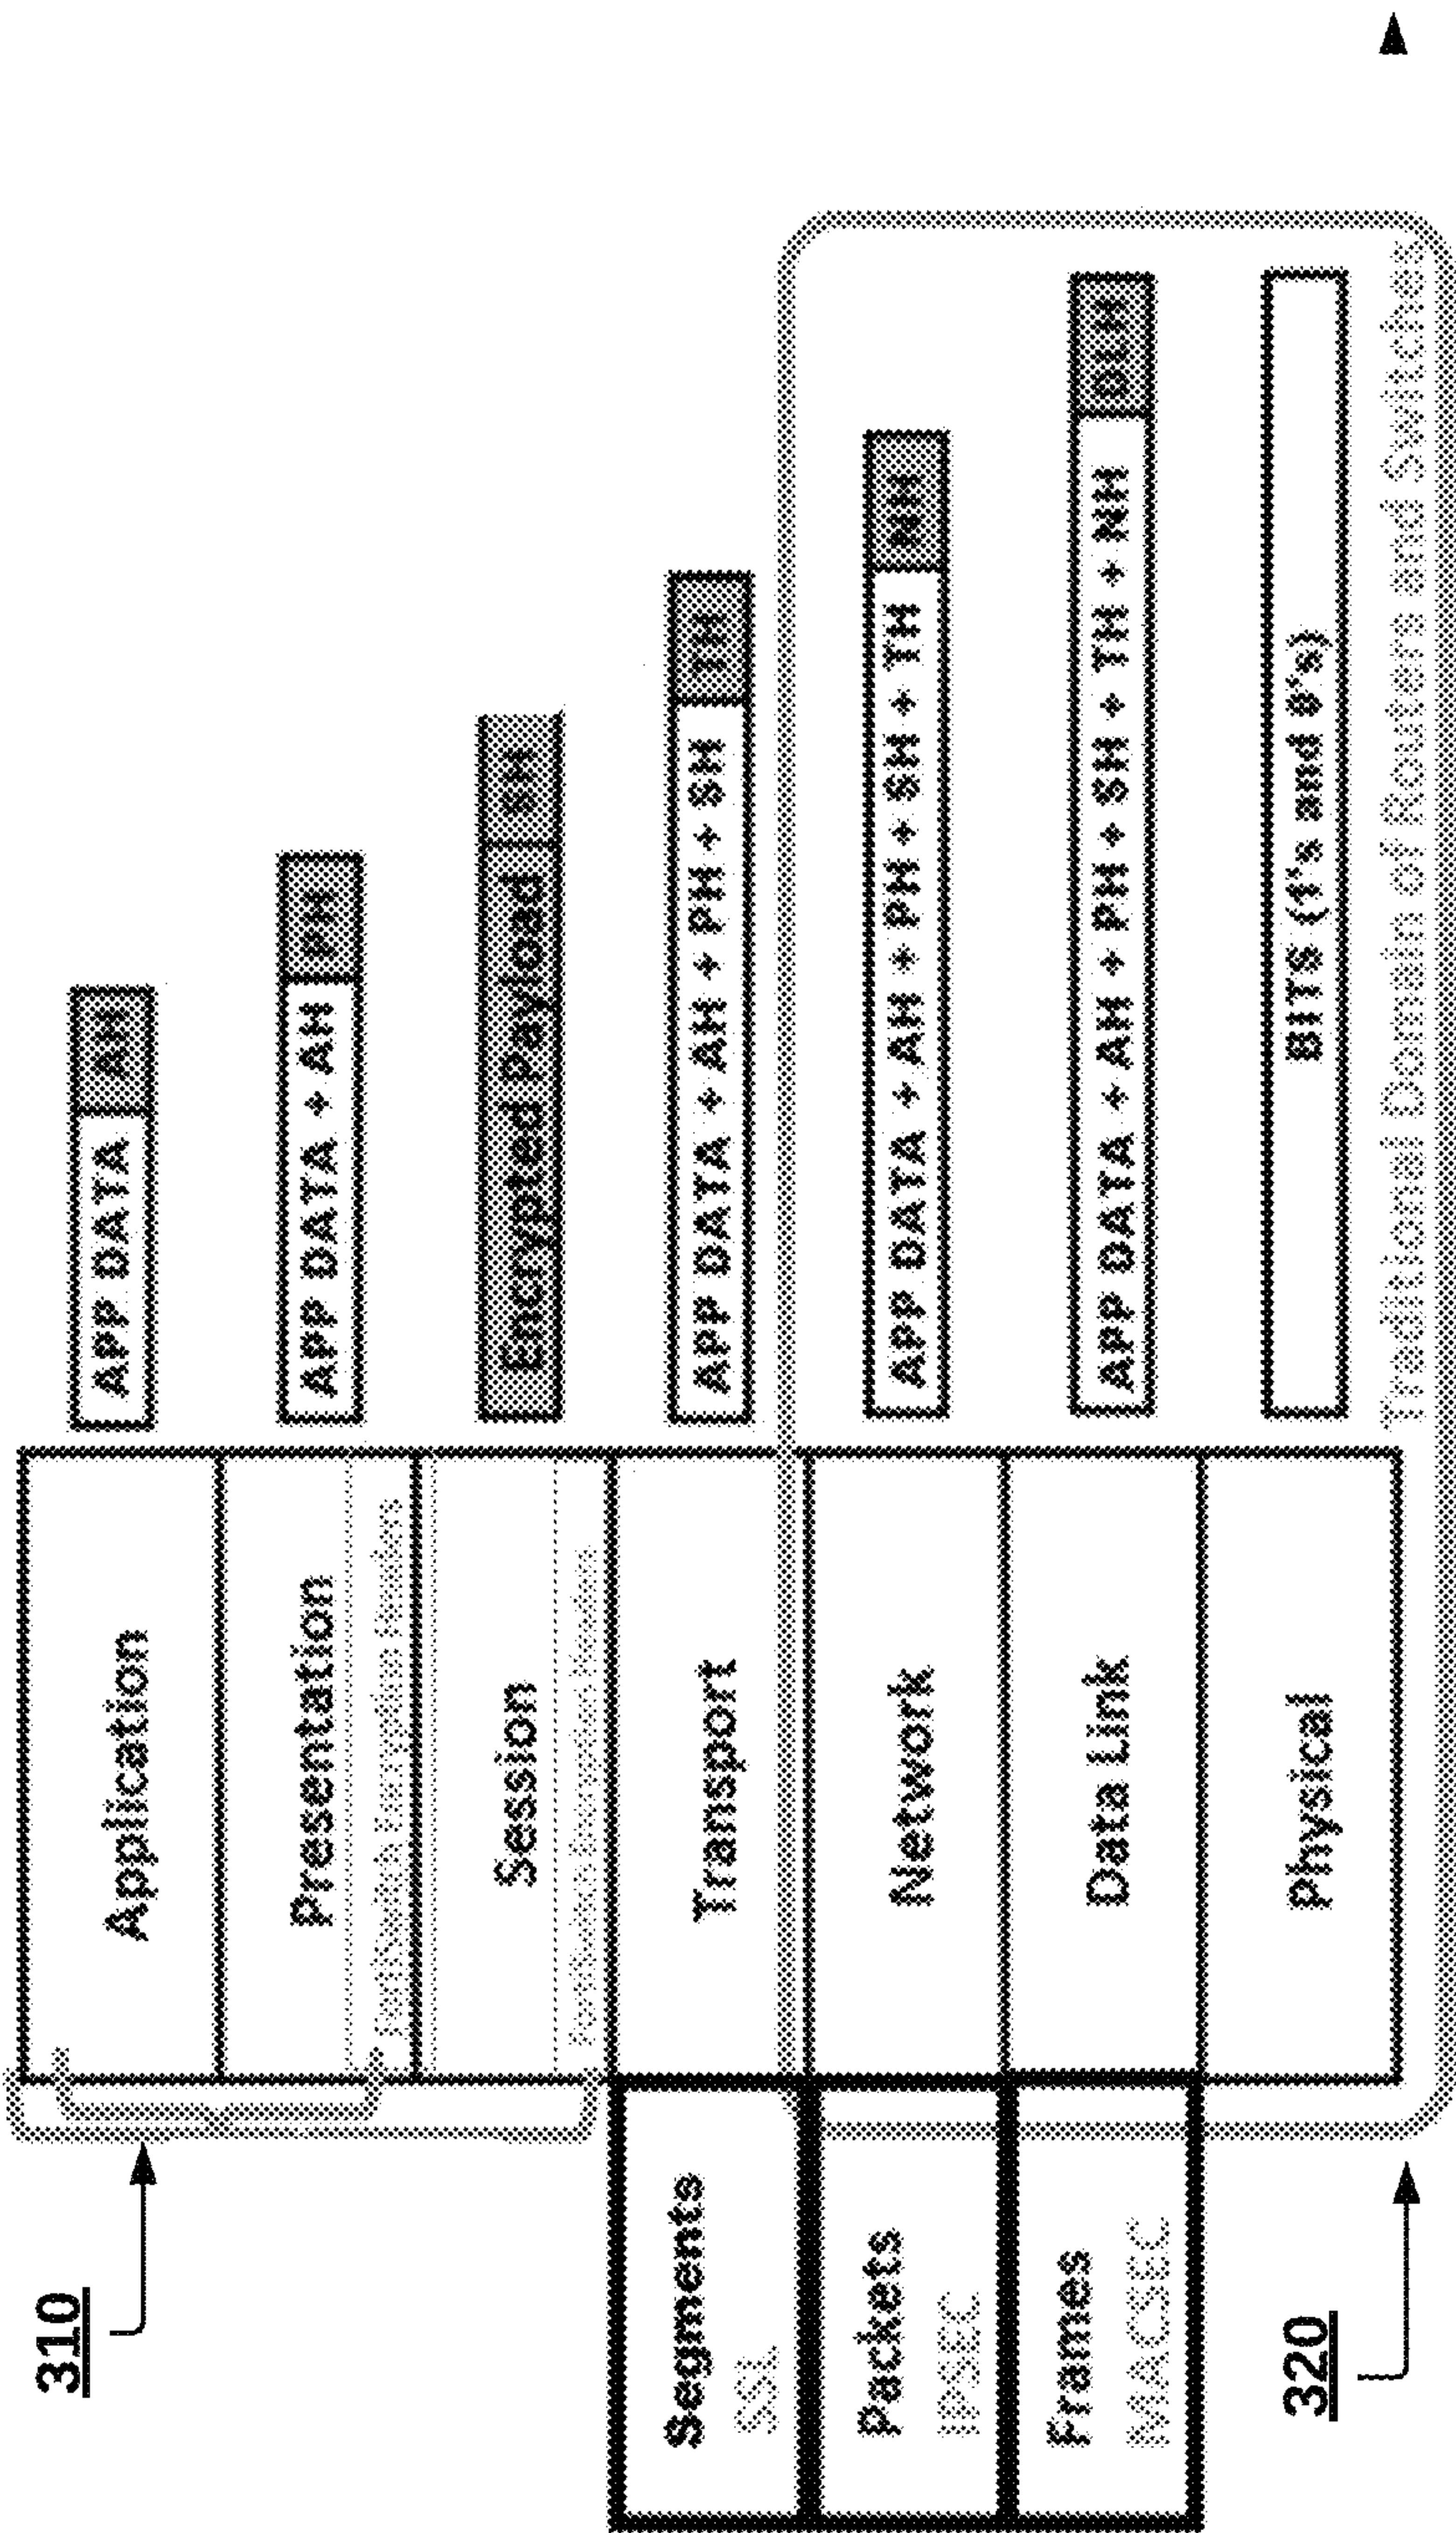 310
Application
APP DATA
AH
Presentation
APP DATA + AH
PH
Session
Encrypted Payload
SH
Segments
SSL
Transport
APP DATA + AH + PH + SH
TH
Packets
IPSEC
Network
APP DATA + AH + PH + SH + TH
NH
Frames
MACSEC
Data Link
APP DATA + AH + PH + SH + TH + NH
DLH
320
Physical
BITS (1's and 0's)
Traditional Domain of Routers and Switches